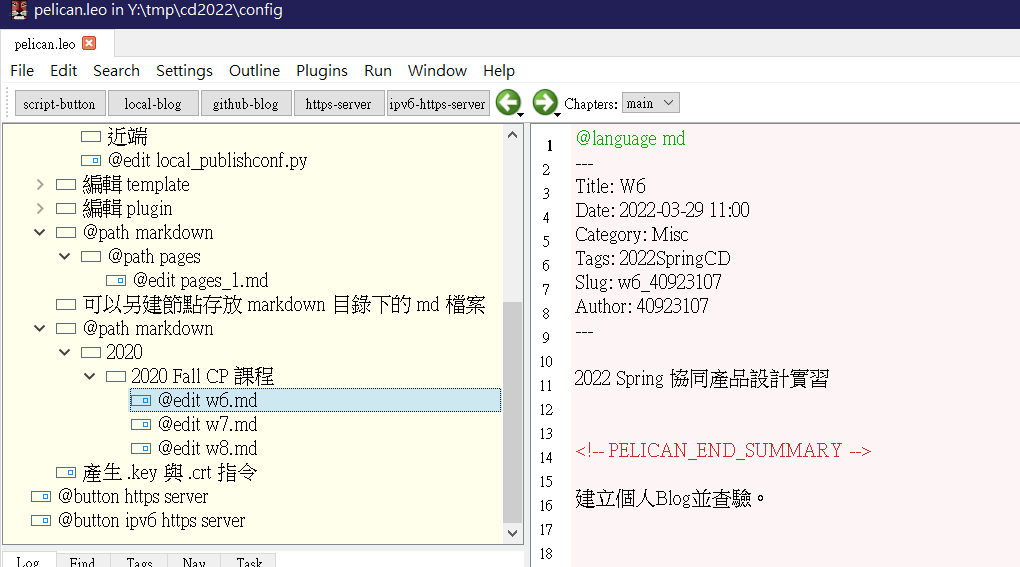 pelican.leo in Y:\tmp\cd2022\config
pelican.leo
File Edit Search Settings Outline Plugins Run Window Help
script-button local-blog github-blog https-server ipv6-https-server Chapters: main
近端
@edit local_publishconf.py
編輯 template
編輯 plugin
@path markdown
@path pages
@edit pages_1.md
可以另建節點存放 markdown 目錄下的 md 檔案
@path markdown
2020
2020 Fall CP 課程
@edit w6.md
@edit w7.md
@edit w8.md
產生 .key 與 .crt 指令
@button https server
@button ipv6 https server
Log Find Tags Nav Task
1 @language md
2 ---
3 Title: W6
4 Date: 2022-03-29 11:00
5 Category: Misc
6 Tags: 2022SpringCD
7 Slug: w6_40923107
8 Author: 40923107
9 ---
10
11 2022 Spring 協同產品設計實習
12
13
14 <!-- PELICAN_END_SUMMARY -->
15
16 建立個人Blog並查驗。
17
18